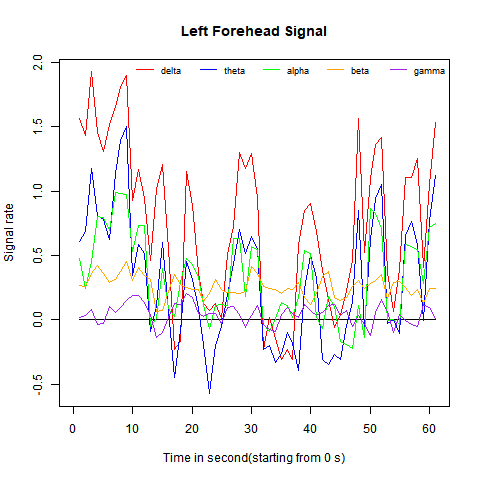 Left Forehead Signal
delta theta alpha beta gamma
2.0
1.5
1.0
0.5
0.0
-0.5
Signal rate
0 10 20 30 40 50 60
Time in second(starting from 0 s)